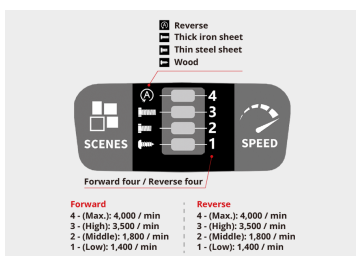 Reverse
Thick iron sheet
Thin steel sheet
Wood
A
4
3
2
1
SCENES
SPEED
Forward four / Reverse four
Forward
4 - (Max.): 4,000 / min
3 - (High): 3,500 / min
2 - (Middle): 1,800 / min
1 - (Low): 1,400 / min
Reverse
4 - (Max.): 4,000 / min
3 - (High): 3,500 / min
2 - (Middle): 1,800 / min
1 - (Low): 1,400 / min